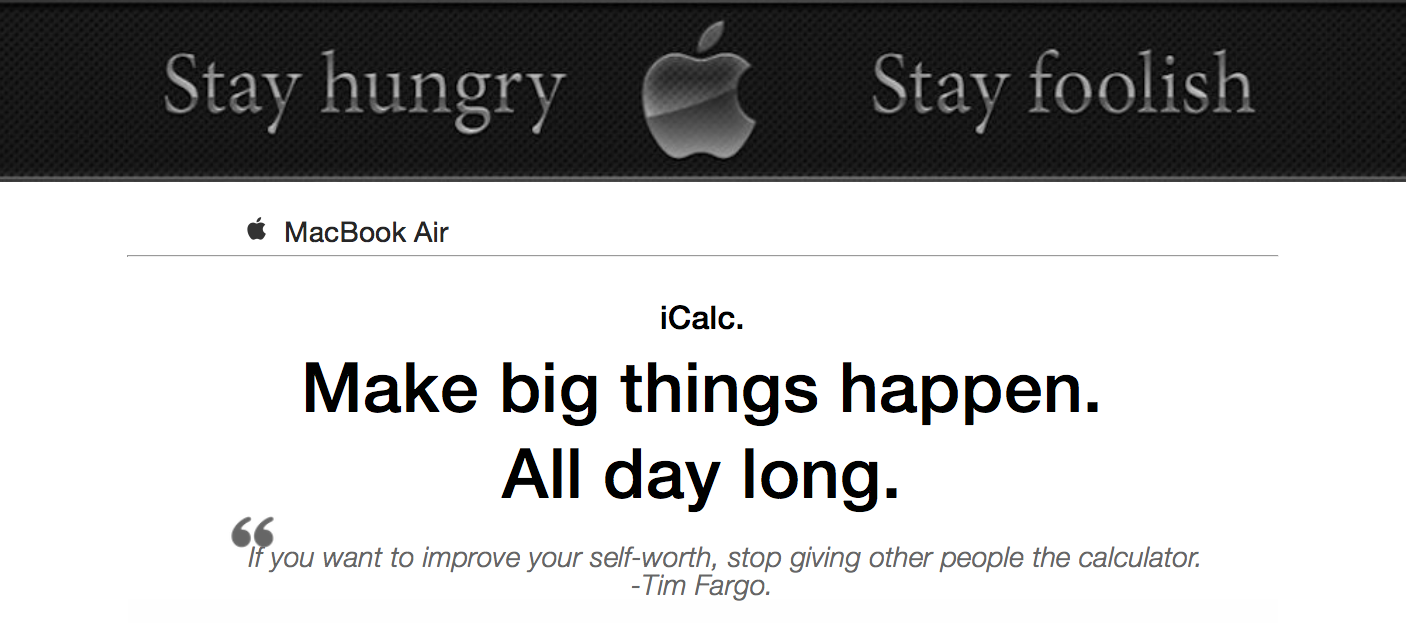 Stay hungry Stay foolish
MacBook Air
iCalc.
Make big things happen.
All day long.
“If you want to improve your self-worth, stop giving other people the calculator.
-Tim Fargo.